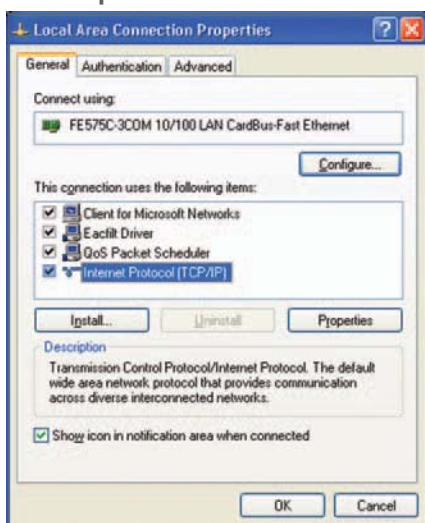 Local Area Connection Properties
General Authentication Advanced
Connect using:
FE575C-3COM 10/100 LAN CardBus-Fast Ethernet
Configure...
This connection uses the following items:
Client for Microsoft Networks
Eacfilt Driver
QoS Packet Scheduler
Internet Protocol (TCP/IP)
Install... Uninstall Properties
Description
Transmission Control Protocol/Internet Protocol. The default
wide area network protocol that provides communication
across diverse interconnected networks.
Show icon in notification area when connected
OK Cancel